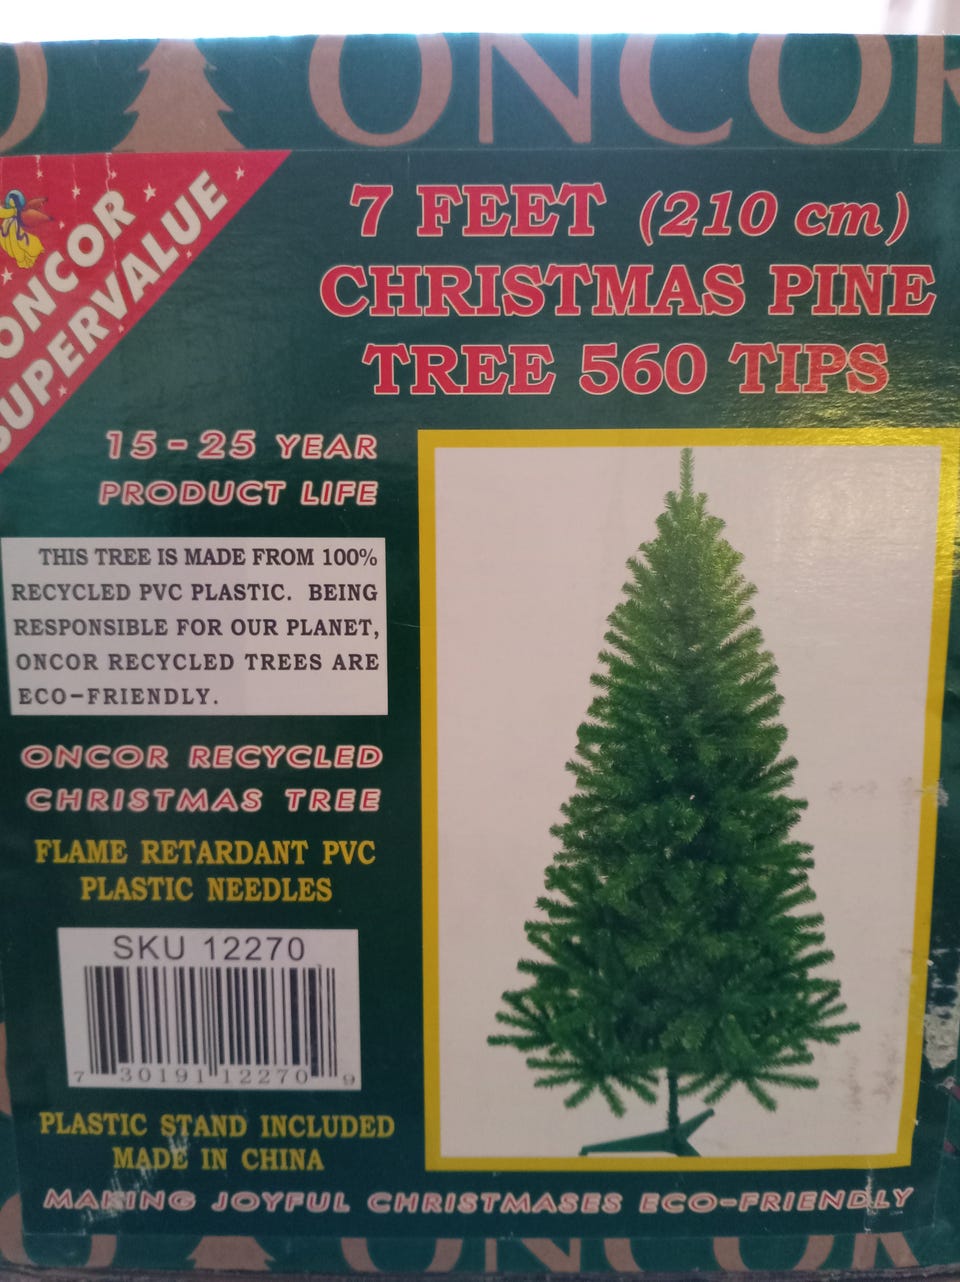 ONCOR
ONCOR
SUPERVALUE
7 FEET (210 cm)
CHRISTMAS PINE
TREE 560 TIPS
15-25 YEAR
PRODUCT LIFE
THIS TREE IS MADE FROM 100%
RECYCLED PVC PLASTIC. BEING
RESPONSIBLE FOR OUR PLANET,
ONCOR RECYCLED TREES ARE
ECO-FRIENDLY.
ONCOR RECYCLED
CHRISTMAS TREE
FLAME RETARDANT PVC
PLASTIC NEEDLES
SKU 12270
7 30191 12270 9
PLASTIC STAND INCLUDED
MADE IN CHINA
MAKING JOYFUL CHRISTMASES ECO-FRIENDLY
ONCOR